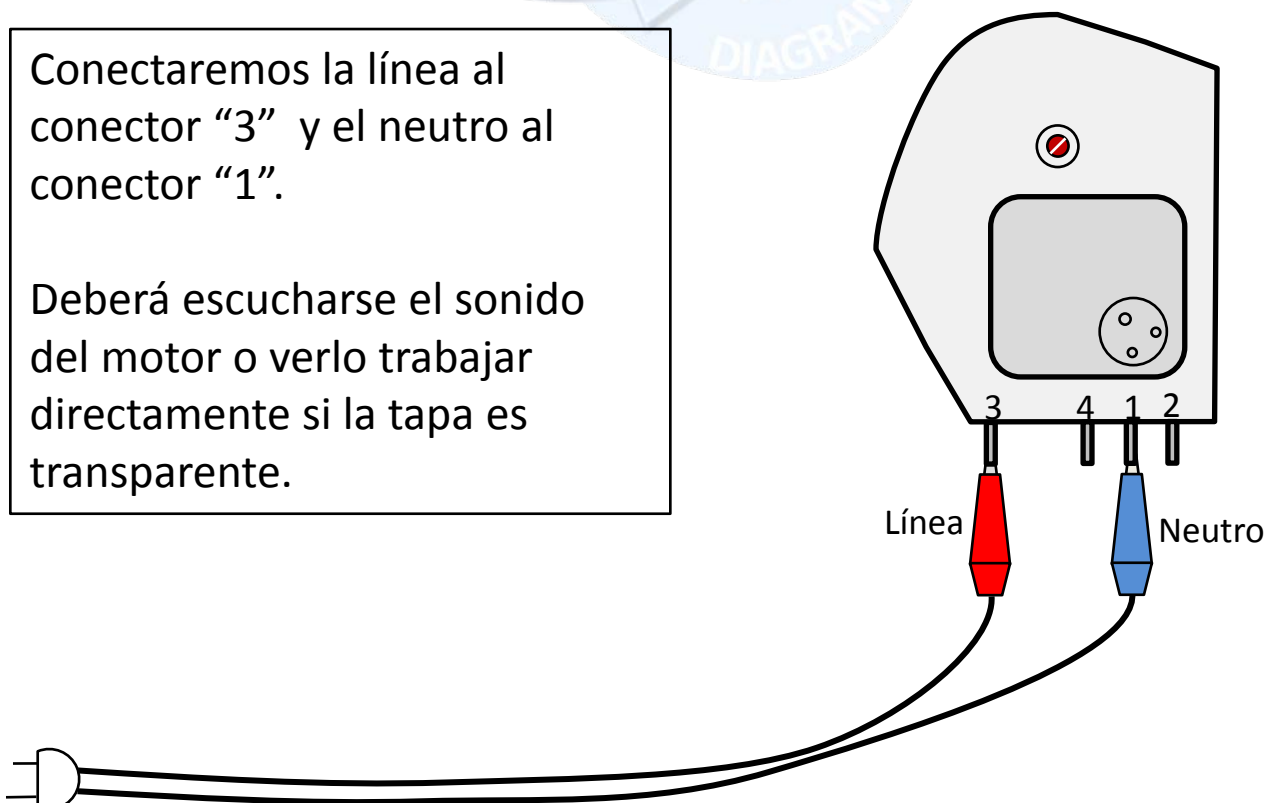 Conectaremos la línea al
conector “3”  y el neutro al
conector “1”.
Deberá escucharse el sonido
del motor o verlo trabajar
directamente si la tapa es
transparente.
3 4 1 2
Línea
Neutro